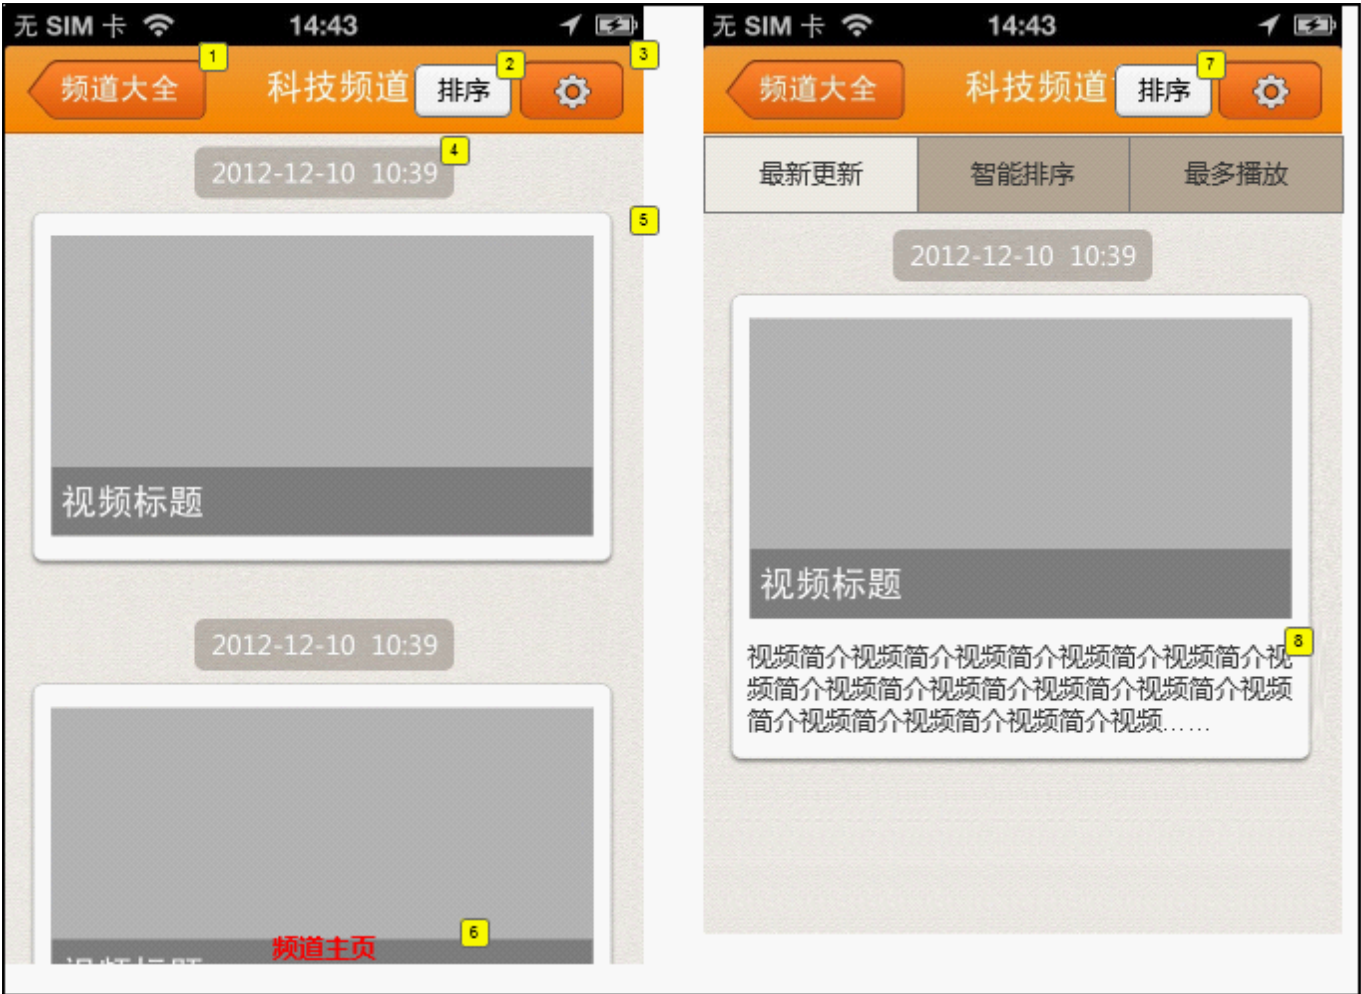 无 SIM 卡 14:43
1
2
3
频道大全 科技频道 排序
4
2012-12-10 10:39
5
视频标题
2012-12-10 10:39
6
频道主页
视频标题
无 SIM 卡 14:43
7
频道大全 科技频道 排序
最新更新 智能排序 最多播放
2012-12-10 10:39
视频标题
8
视频简介视频简介视频简介视频简介视频简介视
频简介视频简介视频简介视频简介视频简介视频
简介视频简介视频简介视频简介视频……